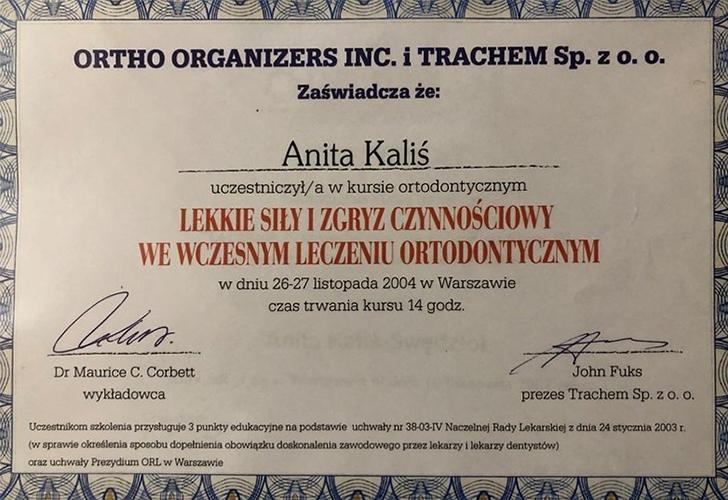 ORTHO ORGANIZERS INC. i TRACHEM Sp. z o. o.
Zaświadcza że:
Anita Kaliś
uczestniczył/a w kursie ortodontycznym
LEKKIE SIŁY I ZGRYZ CZYNNOŚCIOWY
WE WCZESNYM LECZENIU ORTODONTYCZNYM
w dniu 26-27 listopada 2004 w Warszawie
czas trwania kursu 14 godz.
Dr Maurice C. Corbett
wykładowca
John Fuks
prezes Trachem Sp. z o. o.
Uczestnikom szkolenia przysługuje 3 punkty edukacyjne na podstawie uchwały nr 38-03-IV Naczelnej Rady Lekarskiej z dnia 24 stycznia 2003 r.
(w sprawie określenia sposobu dopełnienia obowiązku doskonalenia zawodowego przez lekarzy i lekarzy dentystów)
oraz uchwały Prezydium ORL w Warszawie